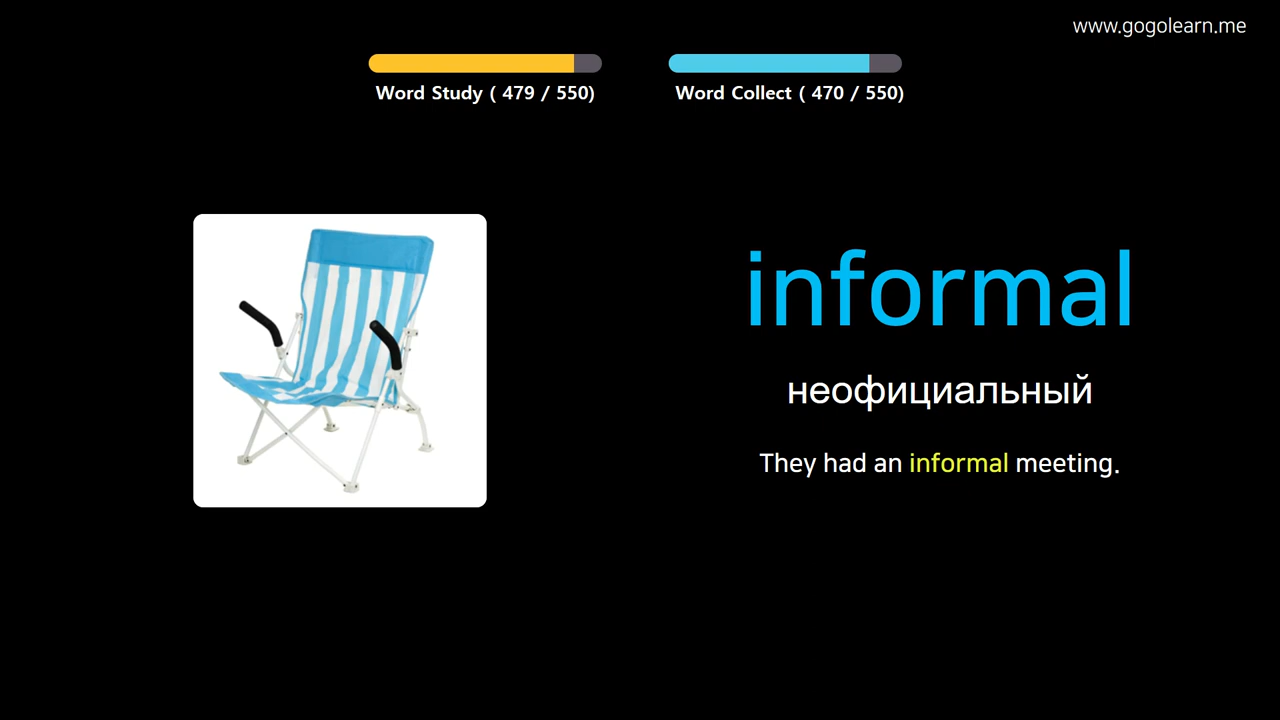 www.gogolearn.me
Word Study ( 479 / 550)
Word Collect ( 470 / 550)
informal
неофициальный
They had an informal meeting.